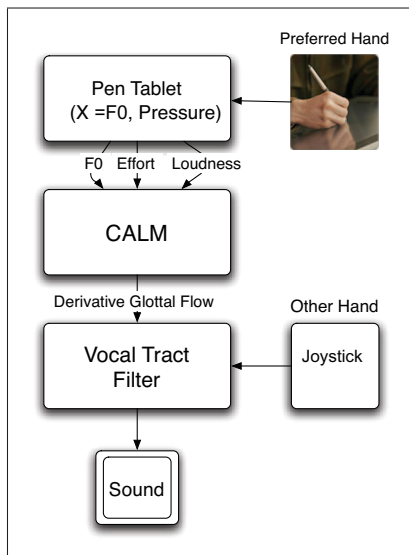 Preferred Hand
Pen Tablet
(X =F0, Pressure)
F0 Effort Loudness
CALM
Derivative Glottal Flow
Other Hand
Vocal Tract
Filter
Joystick
Sound